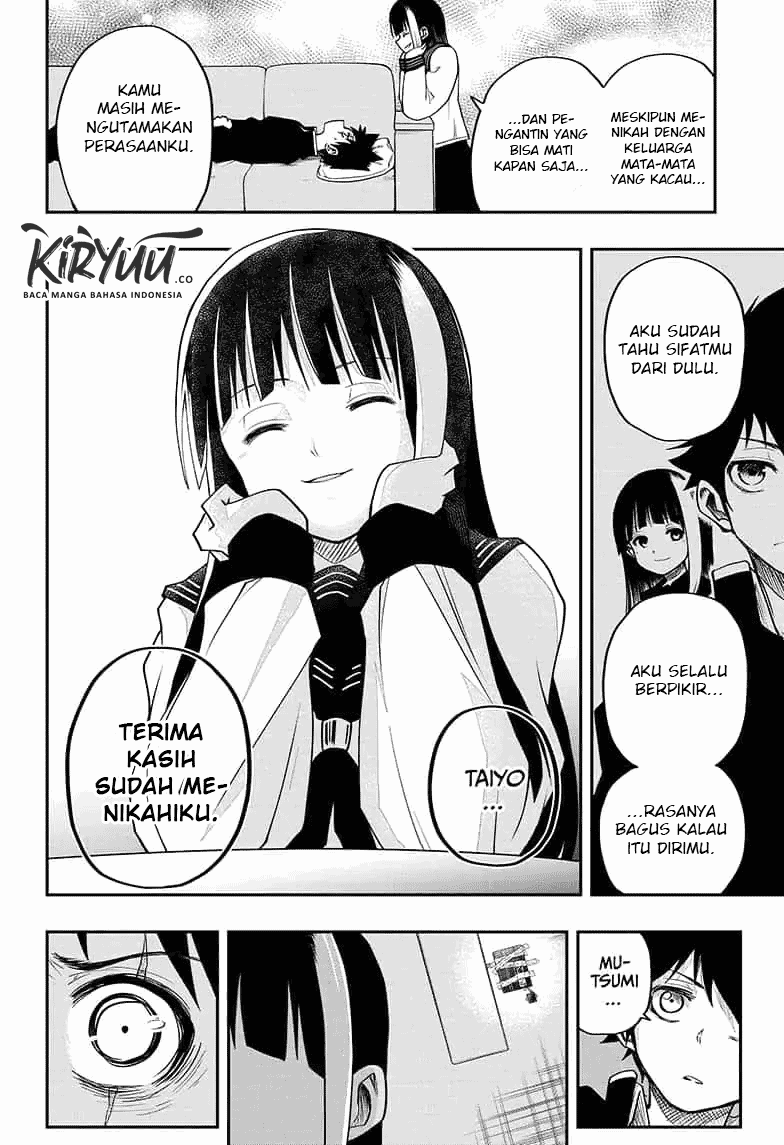 MESKIPUN ME-
NIKAH DENGAN
KELUARGA
MATA-MATA
YANG KACAU...
...DAN PE-
NGANTIN YANG
BISA MATI
KAPAN SAJA...
KAMU
MASIH ME-
NGUTAMAKAN
PERASAANKU.
KIRYUU.CO
BACA MANGA BAHASA INDONESIA
AKU SUDAH
TAHU SIFATMU
DARI DULU.
AKU SELALU
BERPIKIR...
...RASANYA
BAGUS KALAU
ITU DIRIMU.
TAIYO
...
TERIMA
KASIH
SUDAH ME-
NIKAHIKU.
MU-
TSUMI
...